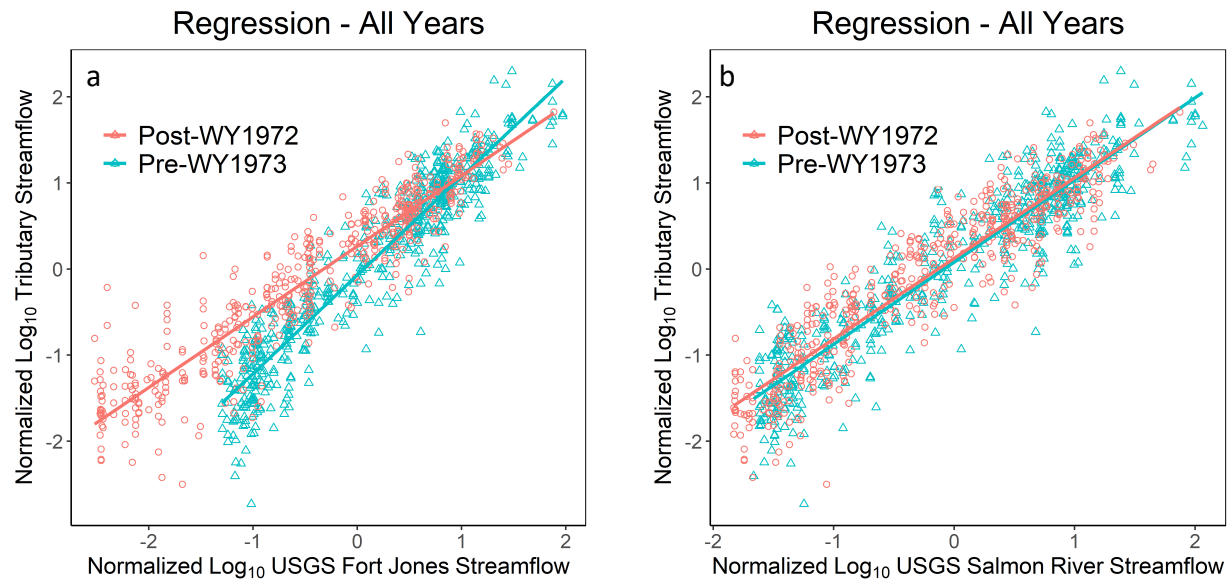 Regression - All Years
a
Post-WY1972
Pre-WY1973
Normalized Log₁₀ Tributary Streamflow
2
1
0
-1
-2
-2 -1 0 1 2
Normalized Log₁₀ USGS Fort Jones Streamflow
Regression - All Years
b
Post-WY1972
Pre-WY1973
Normalized Log₁₀ Tributary Streamflow
2
1
0
-1
-2
-2 -1 0 1 2
Normalized Log₁₀ USGS Salmon River Streamflow